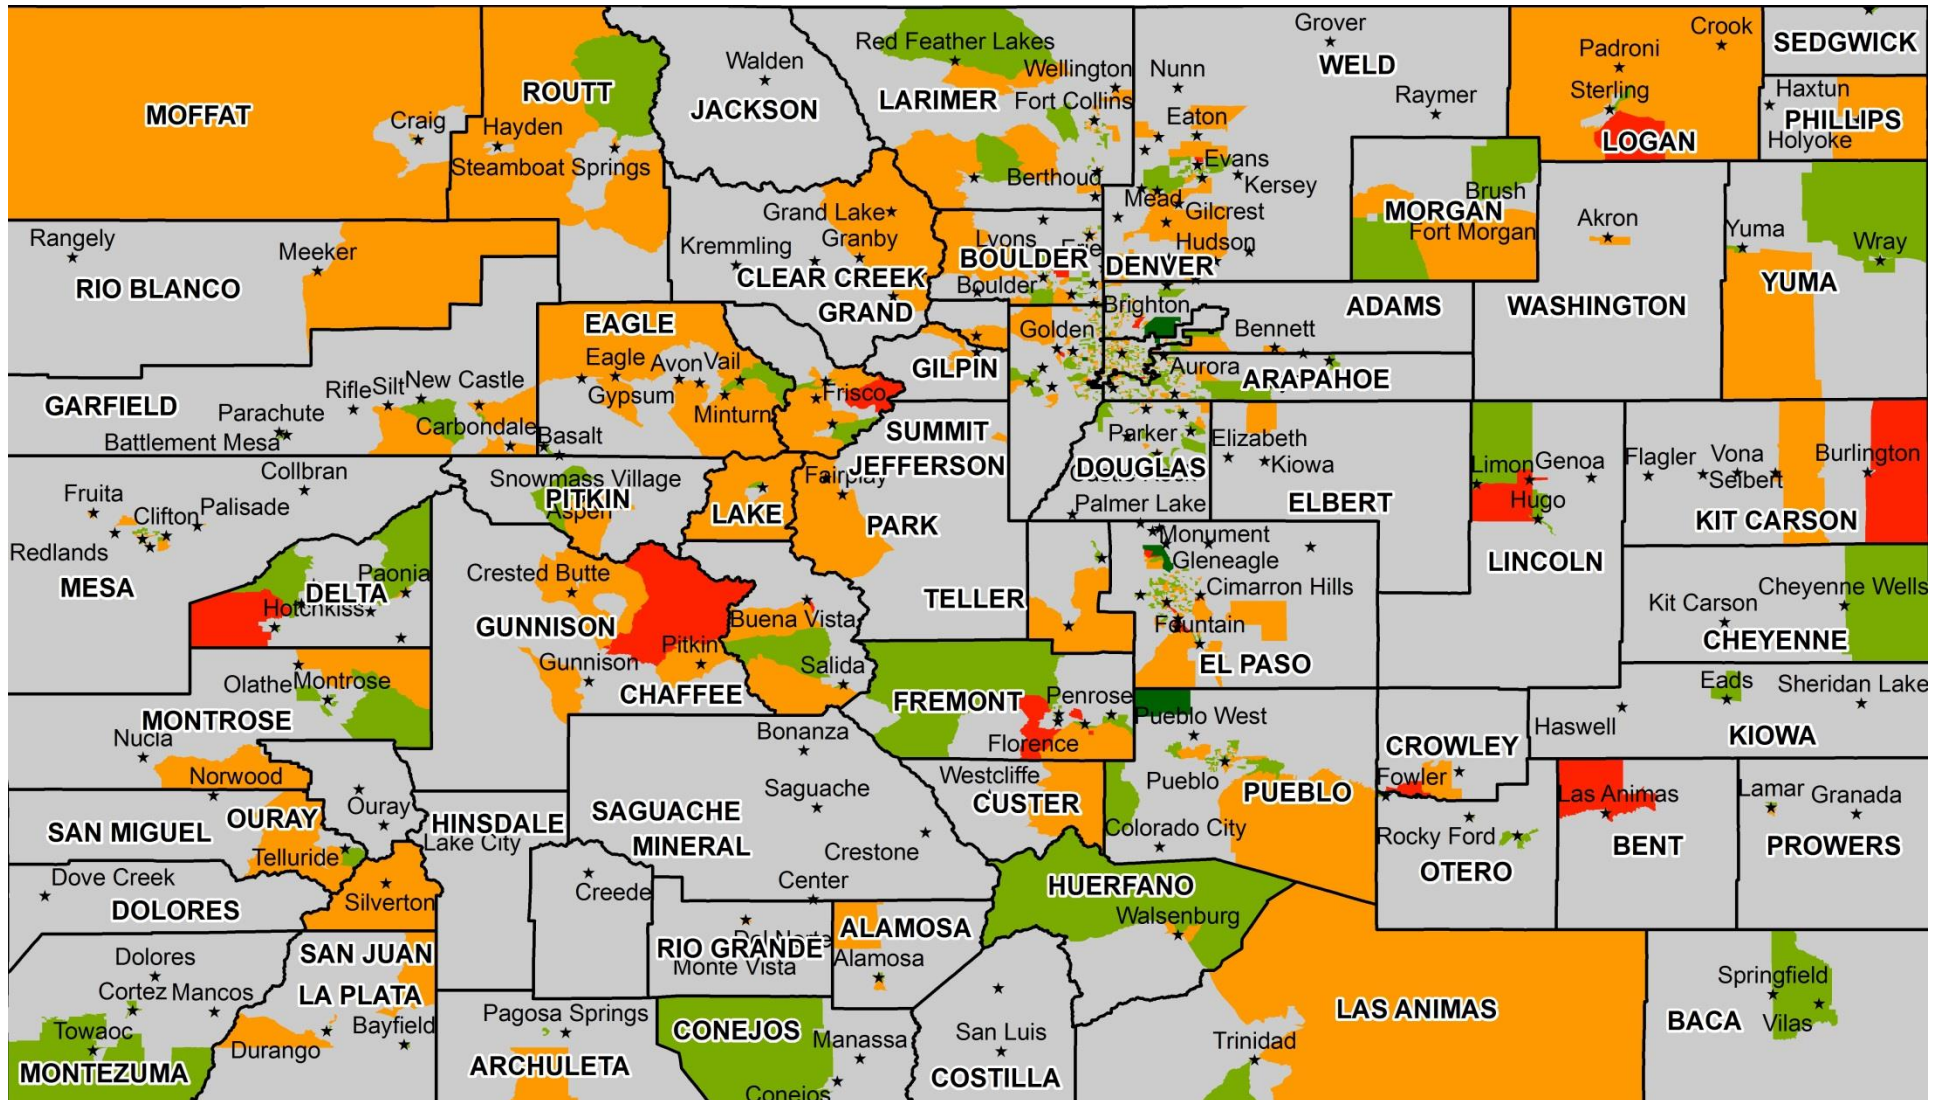 Grover
Crook
Red Feather Lakes
Padroni
SEDGWICK
Walden
Wellington
Nunn
WELD
ROUTT
Sterling
Haxtun
MOFFAT
JACKSON
LARIMER
Fort Collins
Raymer
PHILLIPS
Craig
Hayden
Eaton
LOGAN
Holyoke
Steamboat Springs
Evans
Berthoud
Kersey
Mead
Brush
Grand Lake
Gilcrest
MORGAN
Akron
Yuma
Rangely
Meeker
Kremmling
Granby
Lyons
Erie
Hudson
Fort Morgan
Wray
RIO BLANCO
CLEAR CREEK
BOULDER
DENVER
YUMA
Boulder
GRAND
Brighton
ADAMS
WASHINGTON
EAGLE
Golden
Bennett
Eagle
Avon
Vail
GILPIN
Aurora
ARAPAHOE
GARFIELD
Rifle
Silt
New Castle
Gypsum
Minturn
Frisco
Parachute
Carbondale
Basalt
SUMMIT
Parker
Elizabeth
Battlement Mesa
Collbran
Snowmass Village
Fairplay
JEFFERSON
DOUGLAS
Castle Rock
Kiowa
Limon
Genoa
Flagler
Vona
Seibert
Burlington
Fruita
Palisade
PITKIN
Aspen
LAKE
PARK
Palmer Lake
ELBERT
Hugo
KIT CARSON
Clifton
Redlands
Monument
Gleneagle
LINCOLN
MESA
DELTA
Paonia
Crested Butte
Cimarron Hills
Cheyenne Wells
Hotchkiss
TELLER
Kit Carson
GUNNISON
Buena Vista
Fountain
CHEYENNE
Pitkin
Gunnison
Salida
EL PASO
Olathe
Montrose
CHAFFEE
FREMONT
Penrose
Eads
Sheridan Lake
MONTROSE
Pueblo West
Nucla
Bonanza
Florence
CROWLEY
Haswell
KIOWA
Norwood
Saguache
Westcliffe
Pueblo
Fowler
Ouray
SAGUACHE
CUSTER
PUEBLO
Las Animas
Lamar
Granada
SAN MIGUEL
OURAY
HINSDALE
Lake City
MINERAL
Colorado City
Rocky Ford
BENT
PROWERS
Telluride
Crestone
OTERO
Dove Creek
Creede
Center
HUERFANO
DOLORES
Silverton
Walsenburg
SAN JUAN
Del Norte
RIO GRANDE
ALAMOSA
Dolores
Monte Vista
Alamosa
Springfield
Cortez
Mancos
LA PLATA
LAS ANIMAS
Towaoc
Bayfield
Pagosa Springs
CONEJOS
Manassa
San Luis
Trinidad
BACA
Vilas
MONTEZUMA
Durango
ARCHULETA
COSTILLA
Conejos